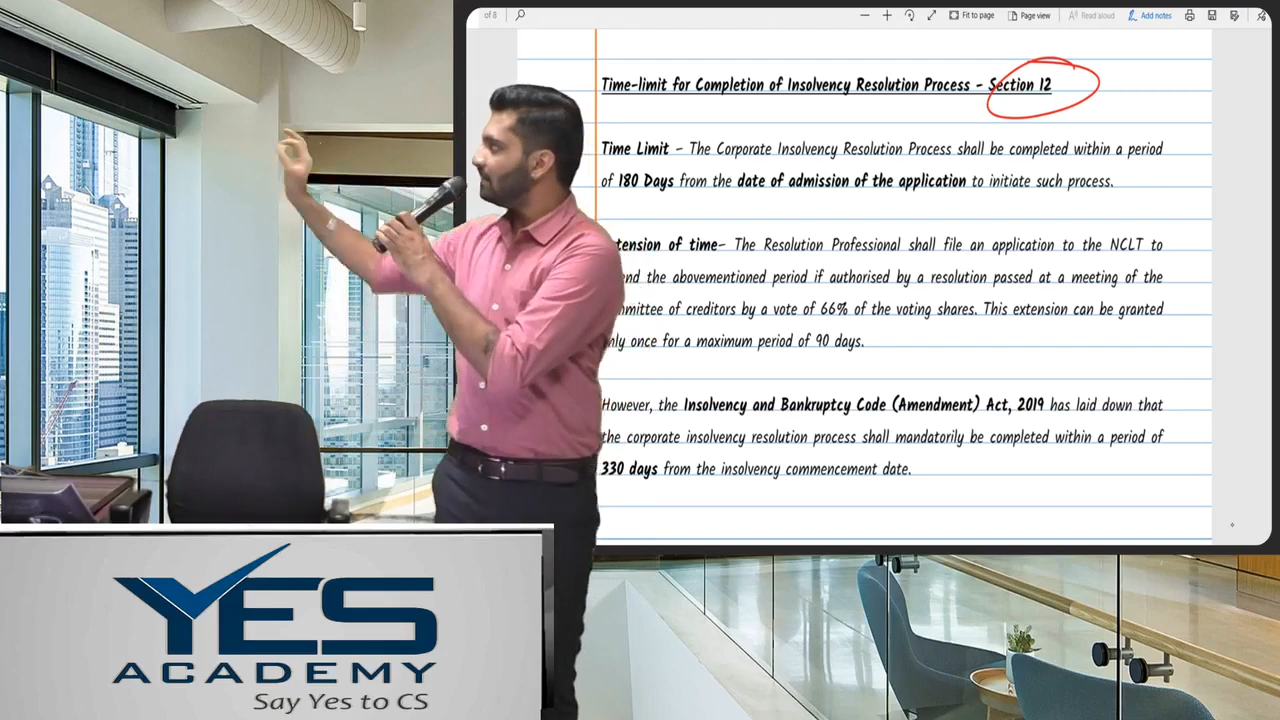 of 8
Fit to page
Page view
Read aloud
Add notes
Time-limit for Completion of Insolvency Resolution Process - Section 12
Time Limit – The Corporate Insolvency Resolution Process shall be completed within a period
of 180 Days from the date of admission of the application to initiate such process.
tension of time– The Resolution Professional shall file an application to the NCLT to
nd the abovementioned period if authorised by a resolution passed at a meeting of the
mmittee of creditors by a vote of 66% of the voting shares. This extension can be granted
nly once for a maximum period of 90 days.
However, the Insolvency and Bankruptcy Code (Amendment) Act, 2019 has laid down that
the corporate insolvency resolution process shall mandatorily be completed within a period of
330 days from the insolvency commencement date.
YES
ACADEMY
Say Yes to CS